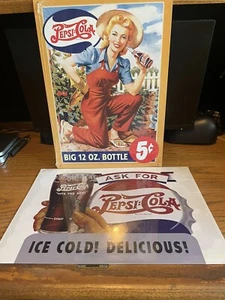 PEPSI-COLA
BIG 12 OZ. BOTTLE
5¢
ASK FOR
PEPSI-COLA
ICE COLD! DELICIOUS!